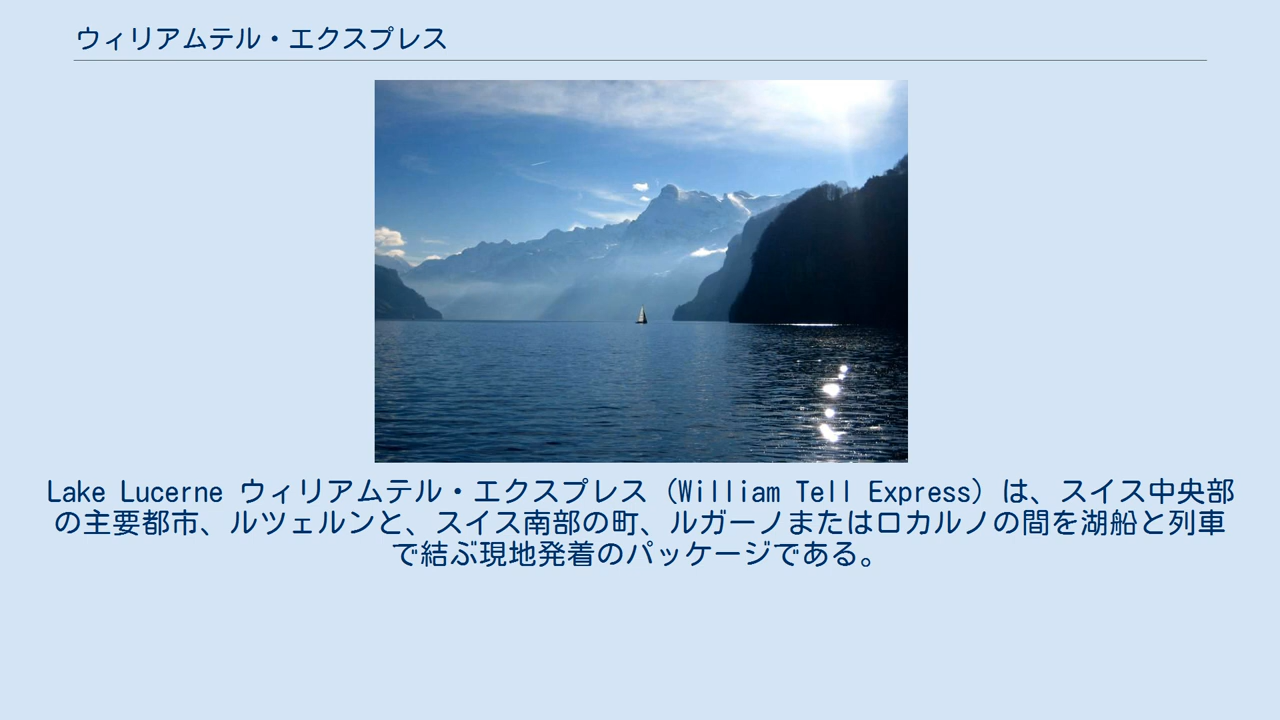 ウィリアムテル・エクスプレス
Lake Lucerne ウィリアムテル・エクスプレス（William Tell Express）は、スイス中央部
の主要都市、ルツェルンと、スイス南部の町、ルガーノまたはロカルノの間を湖船と列車
で結ぶ現地発着のパッケージである。